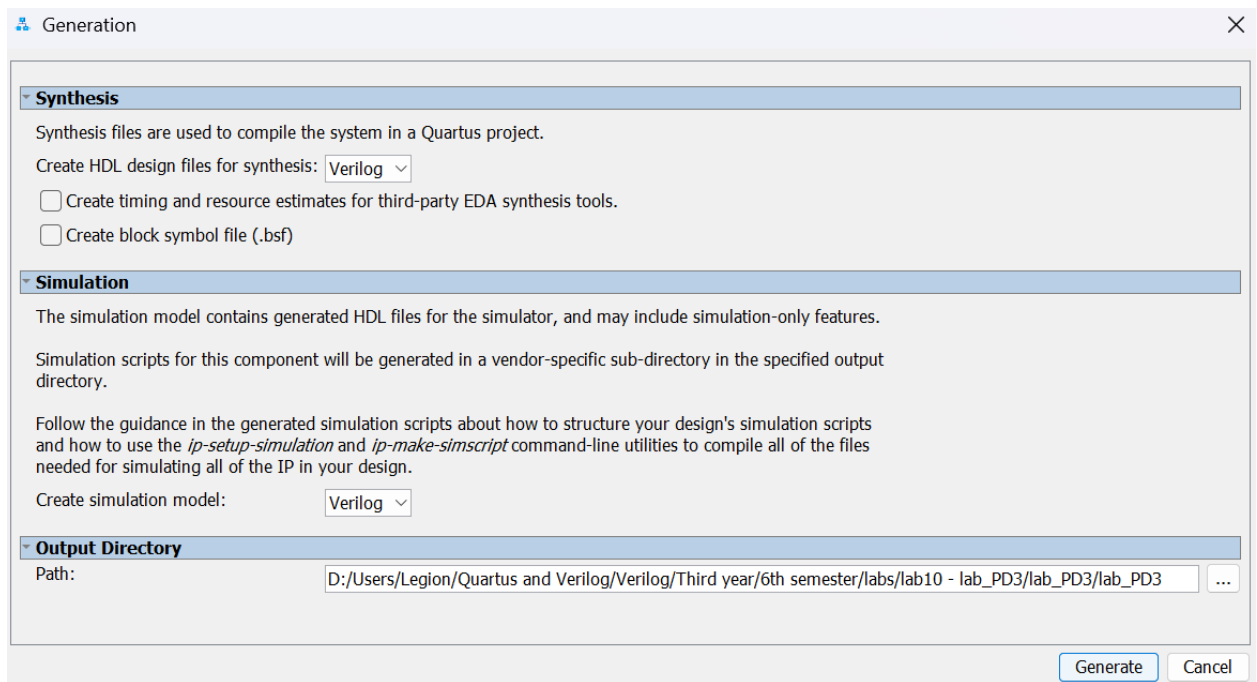 Generation
Synthesis
Synthesis files are used to compile the system in a Quartus project.
Create HDL design files for synthesis: Verilog
Create timing and resource estimates for third-party EDA synthesis tools.
Create block symbol file (.bsf)
Simulation
The simulation model contains generated HDL files for the simulator, and may include simulation-only features.
Simulation scripts for this component will be generated in a vendor-specific sub-directory in the specified output
directory.
Follow the guidance in the generated simulation scripts about how to structure your design's simulation scripts
and how to use the ip-setup-simulation and ip-make-simscript command-line utilities to compile all of the files
needed for simulating all of the IP in your design.
Create simulation model: Verilog
Output Directory
Path: D:/Users/Legion/Quartus and Verilog/Verilog/Third year/6th semester/labs/lab10 - lab_PD3/lab_PD3/lab_PD3 ...
Generate Cancel